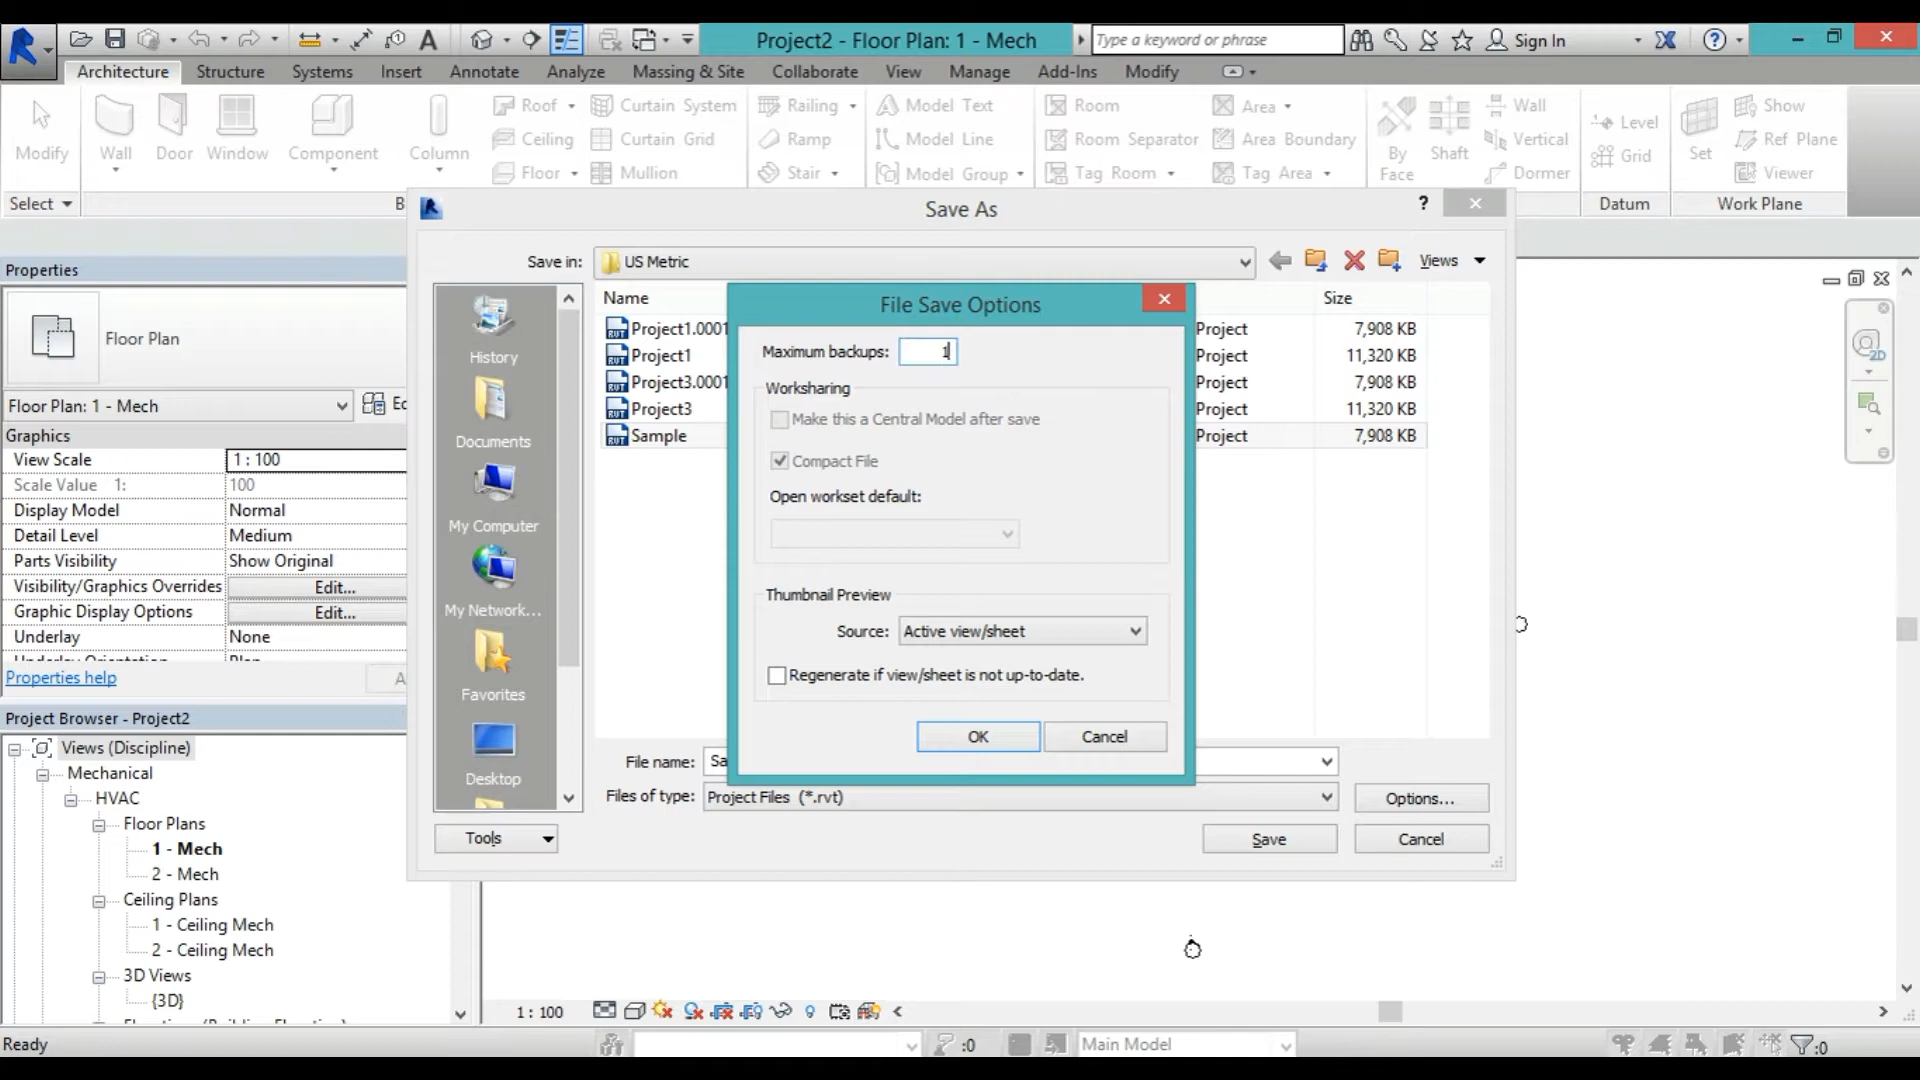 Project2 - Floor Plan: 1 - Mech
Type a keyword or phrase
Sign In
Architecture Structure Systems Insert Annotate Analyze Massing & Site Collaborate View Manage Add-Ins Modify
Roof Curtain System Railing Model Text Room Area Wall Show
Modify Wall Door Window Component Column
Ceiling Curtain Grid Ramp Model Line Room Separator Area Boundary By Face Shaft Vertical Level Grid Set Ref Plane
Floor Mullion Stair Model Group Tag Room Tag Area Dormer Viewer
Select B Datum Work Plane
Save As
?
Save in: US Metric Views
Name Size
Project1.0001 Project 7,908 KB
Project1 Project 11,320 KB
Project3.0001 Project 7,908 KB
Project3 Project 11,320 KB
Sample Project 7,908 KB
History
Documents
My Computer
My Network...
Favorites
Desktop
File name: Sa
Files of type: Project Files (*.rvt) Options...
Tools Save Cancel
File Save Options
Maximum backups: 1
Worksharing
Make this a Central Model after save
Compact File
Open workset default:
Thumbnail Preview
Source: Active view/sheet
Regenerate if view/sheet is not up-to-date.
OK Cancel
Properties
Floor Plan
Floor Plan: 1 - Mech
Graphics
View Scale 1 : 100
Scale Value 1: 100
Display Model Normal
Detail Level Medium
Parts Visibility Show Original
Visibility/Graphics Overrides Edit...
Graphic Display Options Edit...
Underlay None
Properties help A
Project Browser - Project2
Views (Discipline)
Mechanical
HVAC
Floor Plans
1 - Mech
2 - Mech
Ceiling Plans
1 - Ceiling Mech
2 - Ceiling Mech
3D Views
{3D}
2D
1 : 100
Ready :0 Main Model :0